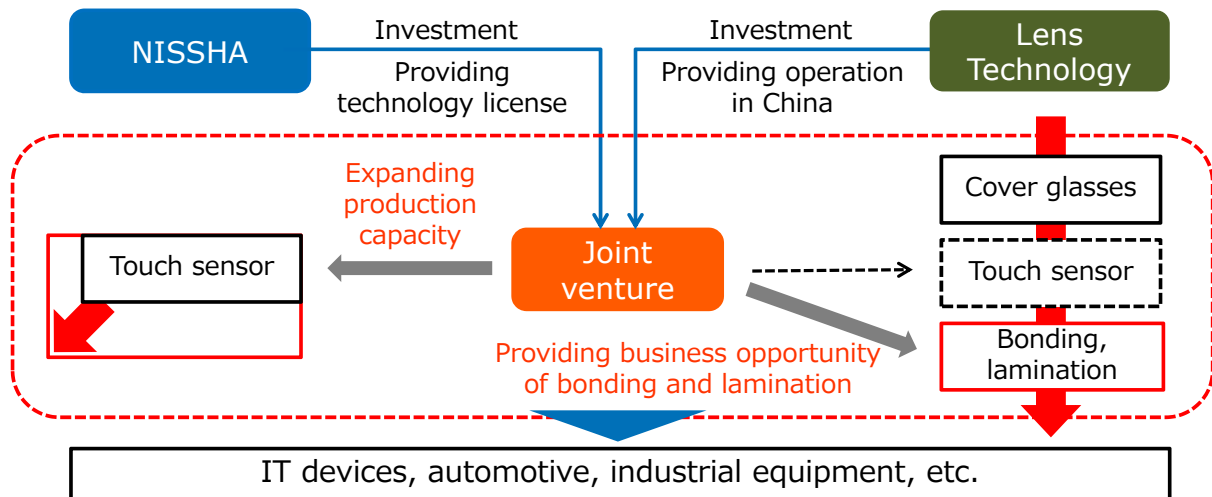 NISSHA
Investment
Providing
technology license
Investment
Providing operation
in China
Lens
Technology
Expanding
production
capacity
Cover glasses
Touch sensor
Joint
venture
Touch sensor
Providing business opportunity
of bonding and lamination
Bonding,
lamination
IT devices, automotive, industrial equipment, etc.